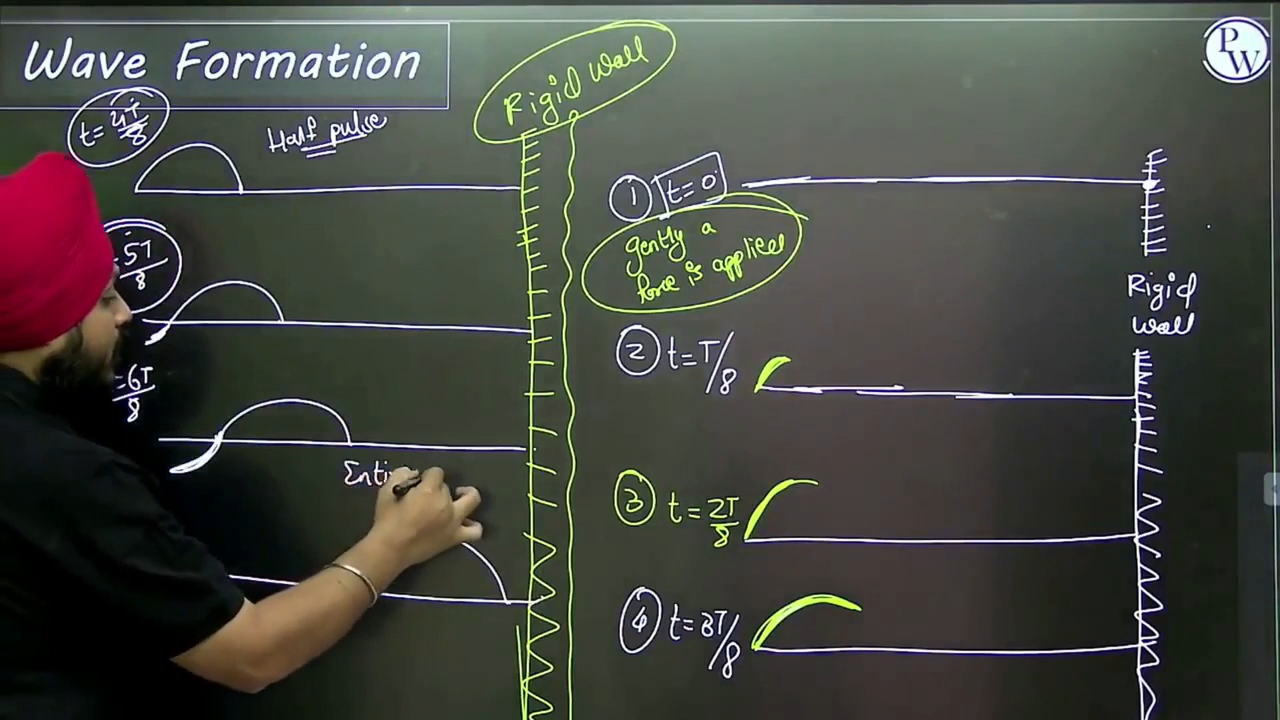 Wave Formation
PW
t = 4T/8
Half pulse
Rigid Wall
5T/8
=6T/8
Enti
① t=0
gently a
force is applied
Rigid
Wall
② t=T/8
③ t=2T/8
④ t=3T/8